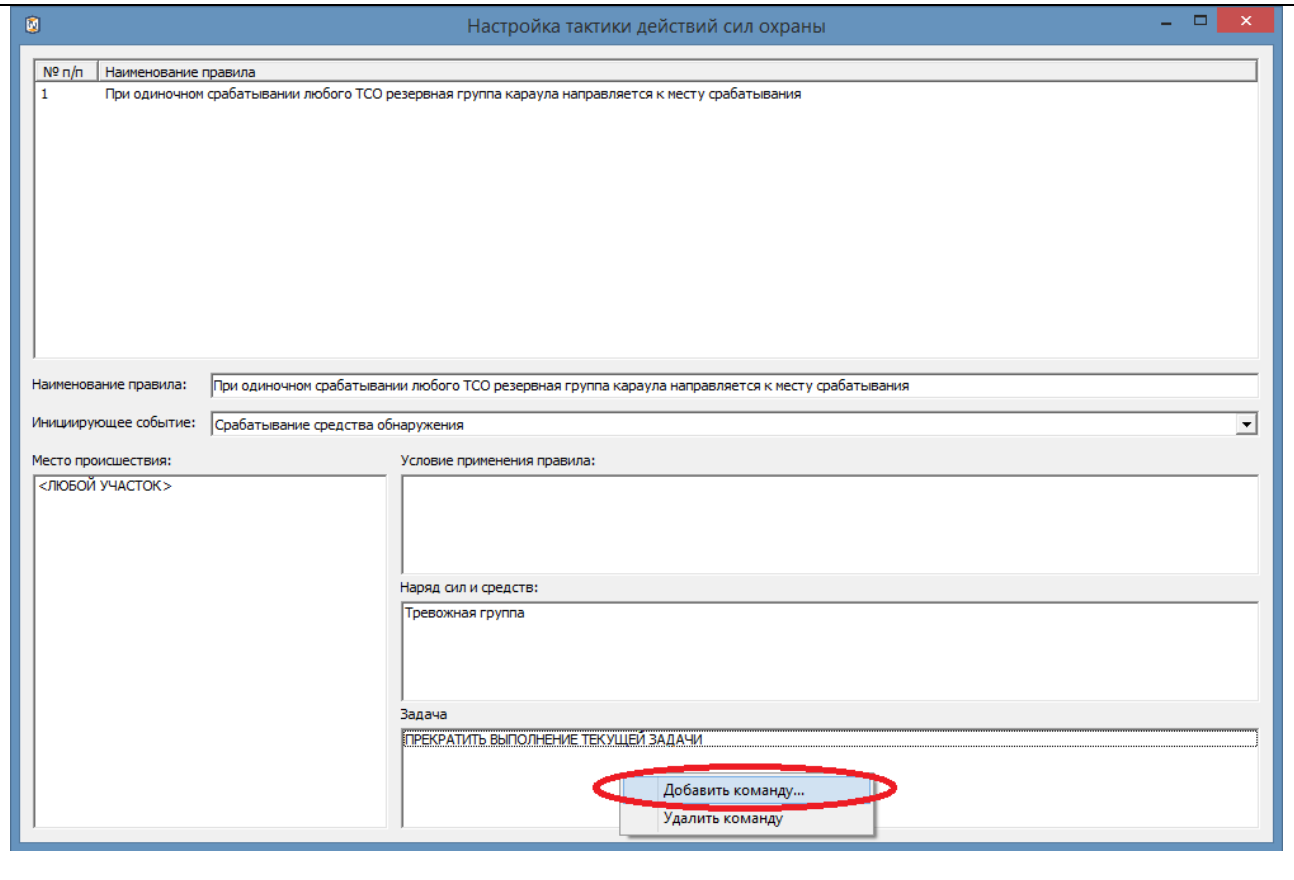 Настройка тактики действий сил охраны
№ п/п Наименование правила
1 При одиночном срабатывании любого ТСО резервная группа караула направляется к месту срабатывания
Наименование правила: При одиночном срабатывании любого ТСО резервная группа караула направляется к месту срабатывания
Инициирующее событие: Срабатывание средства обнаружения
Место происшествия: Условие применения правила:
<ЛЮБОЙ УЧАСТОК>
Наряд сил и средств:
Тревожная группа
Задача
ПРЕКРАТИТЬ ВЫПОЛНЕНИЕ ТЕКУЩЕЙ ЗАДАЧИ
Добавить команду...
Удалить команду